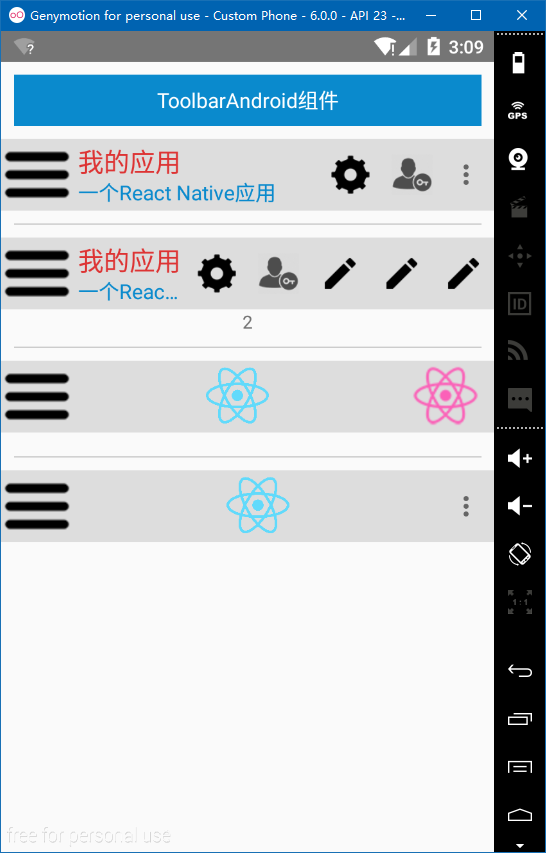 Genymotion for personal use - Custom Phone - 6.0.0 - API 23 -...
3:09
GPS
ToolbarAndroid组件
我的应用
一个React Native应用
我的应用
一个Reac...
2
ID
1:1
free for personal use